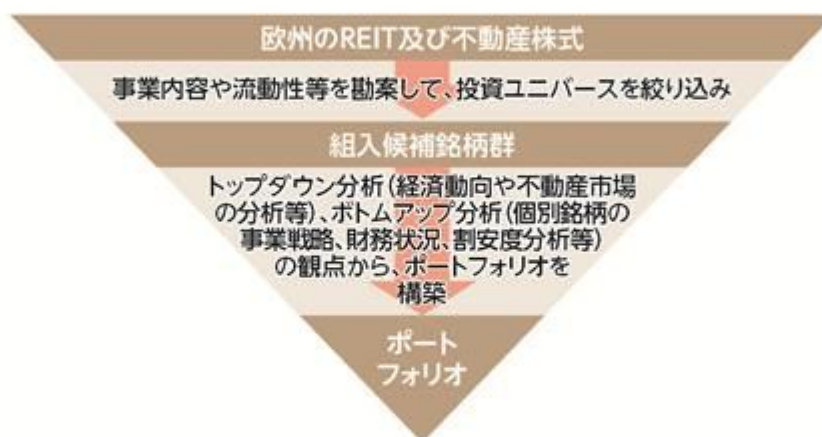 欧州のREIT及び不動産株式
事業内容や流動性等を勘案して、投資ユニバースを絞り込み
組入候補銘柄群
トップダウン分析(経済動向や不動産市場
の分析等)、ボトムアップ分析(個別銘柄の
事業戦略、財務状況、割安度分析等)
の観点から、ポートフォリオを
構築
ポート
フォリオ